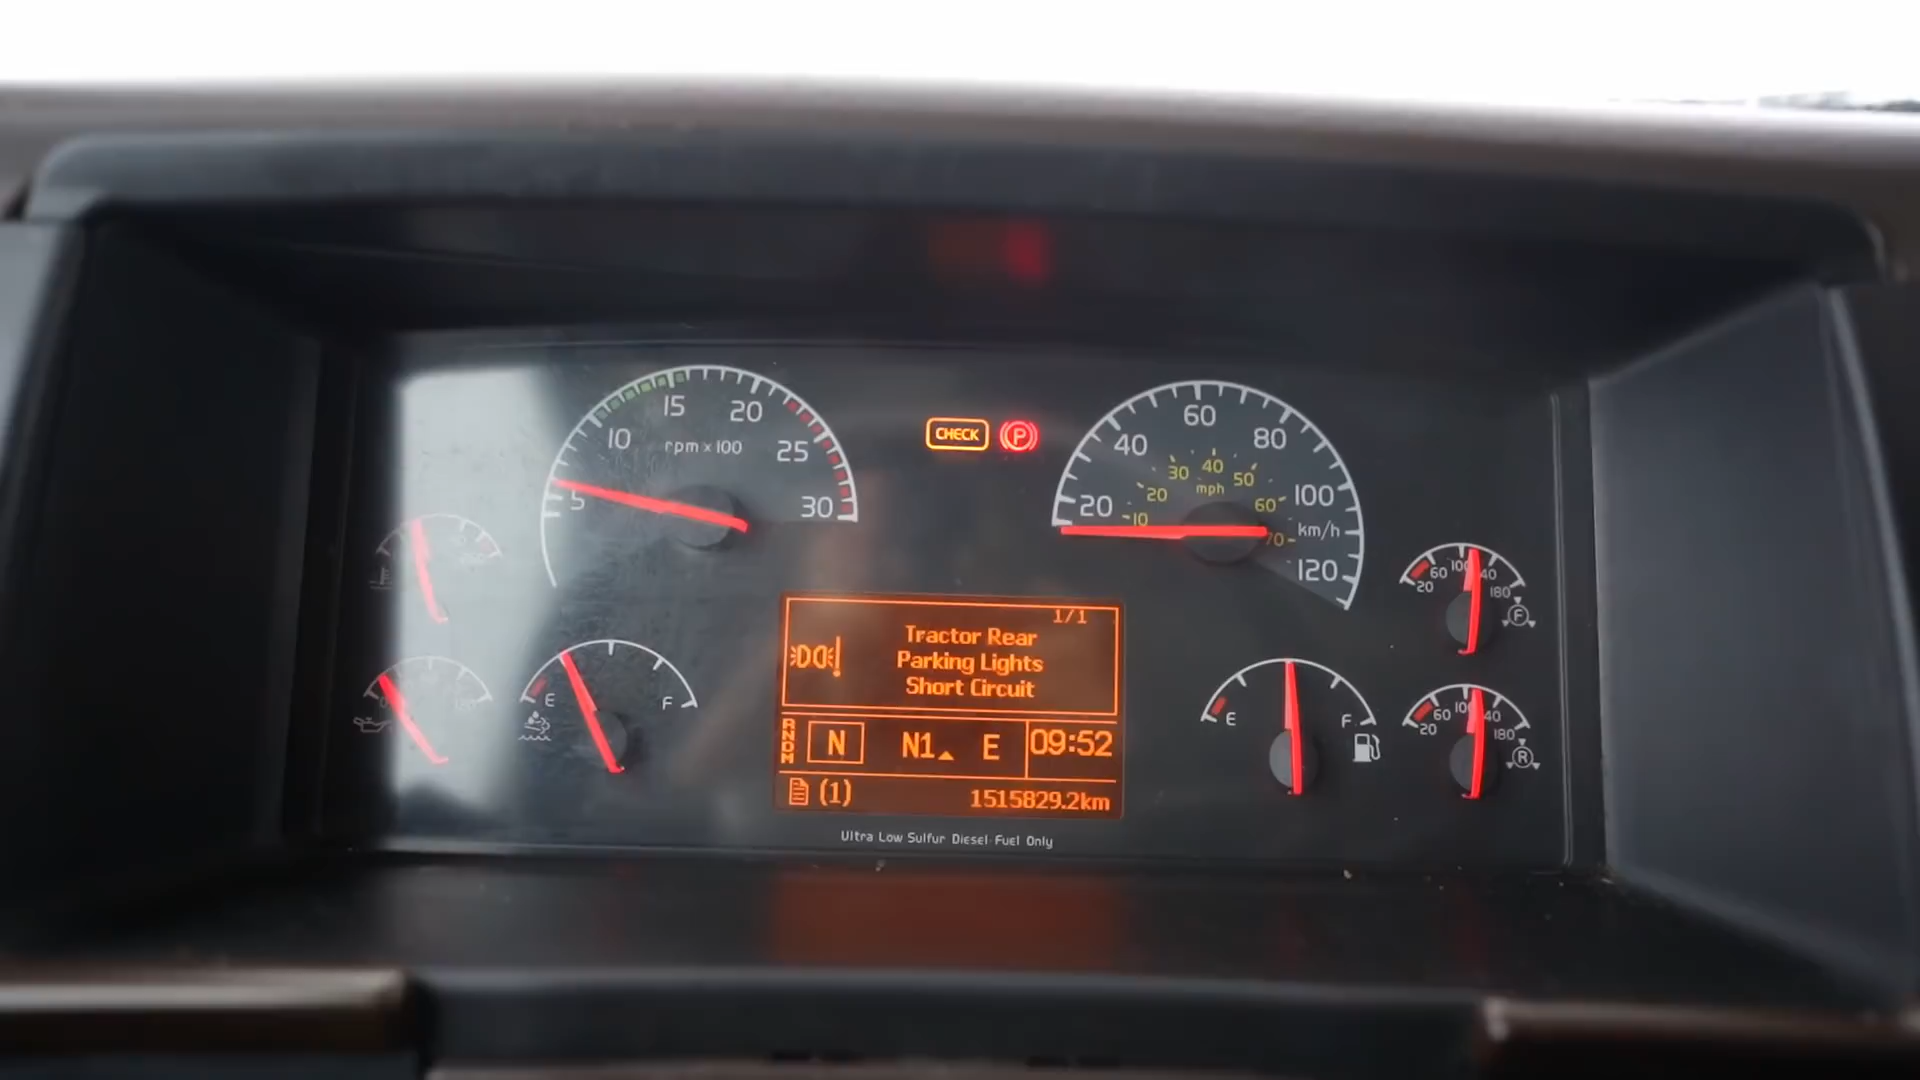 5
10
15
20
25
30
rpm x 100
CHECK
P
20
40
60
80
100
120
km/h
10
20
30
40
50
60
70
mph
E
F
1/1
Tractor Rear
Parking Lights
Short Circuit
R
N
D
M
N
N1
E
09:52
(1)
1515829.2km
Ultra Low Sulfur Diesel Fuel Only
E
F
20
60
100
40
180
F
20
60
100
40
180
R